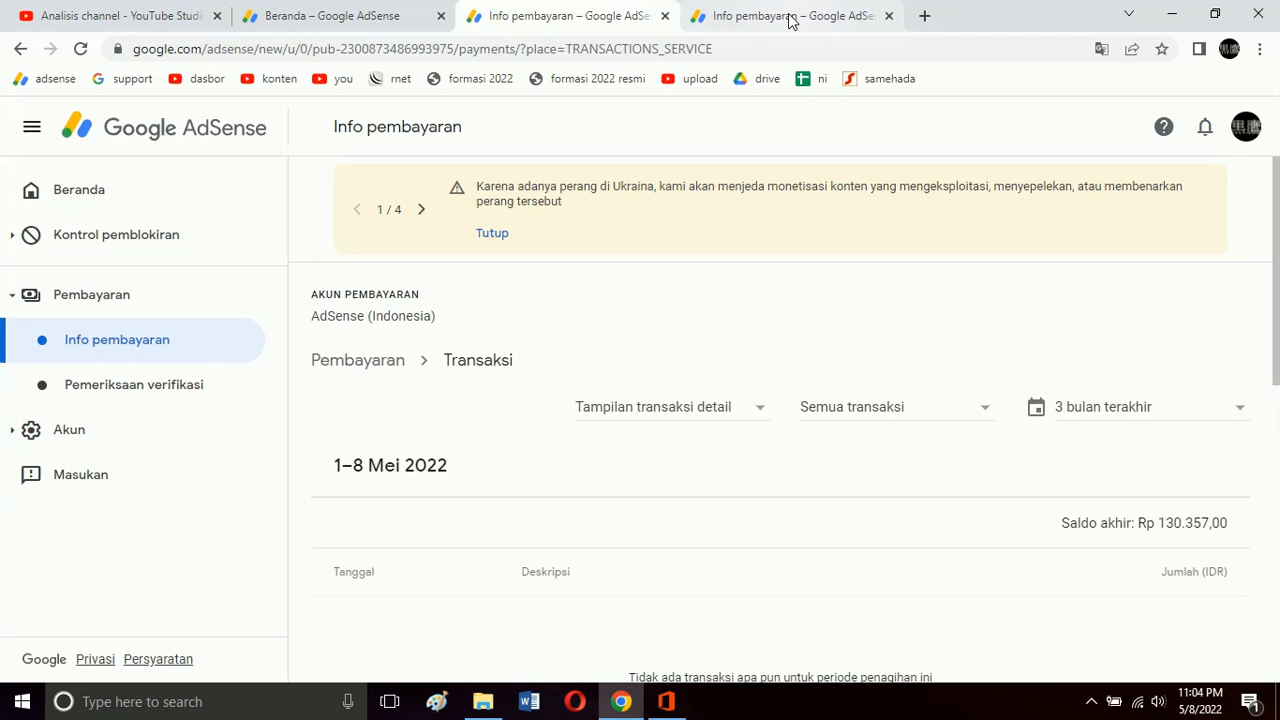 Analisis channel - YouTube Studi
Beranda – Google AdSense
Info pembayaran – Google AdSe
Info pembayaran – Google AdSe
google.com/adsense/new/u/0/pub-2300873486993975/payments/?place=TRANSACTIONS_SERVICE
adsense
support
dasbor
konten
you
rnet
formasi 2022
formasi 2022 resmi
upload
drive
ni
samehada
Google AdSense
Info pembayaran
黒鷹
Beranda
Kontrol pemblokiran
Pembayaran
Info pembayaran
Pemeriksaan verifikasi
Akun
Masukan
Google Privasi Persyaratan
1 / 4
Karena adanya perang di Ukraina, kami akan menjeda monetisasi konten yang mengeksploitasi, menyepelekan, atau membenarkan
perang tersebut
Tutup
AKUN PEMBAYARAN
AdSense (Indonesia)
Pembayaran > Transaksi
Tampilan transaksi detail
Semua transaksi
3 bulan terakhir
1–8 Mei 2022
Saldo akhir: Rp 130.357,00
Tanggal Deskripsi Jumlah (IDR)
Tidak ada transaksi apa pun untuk periode penagihan ini
Type here to search
11:04 PM
5/8/2022
1